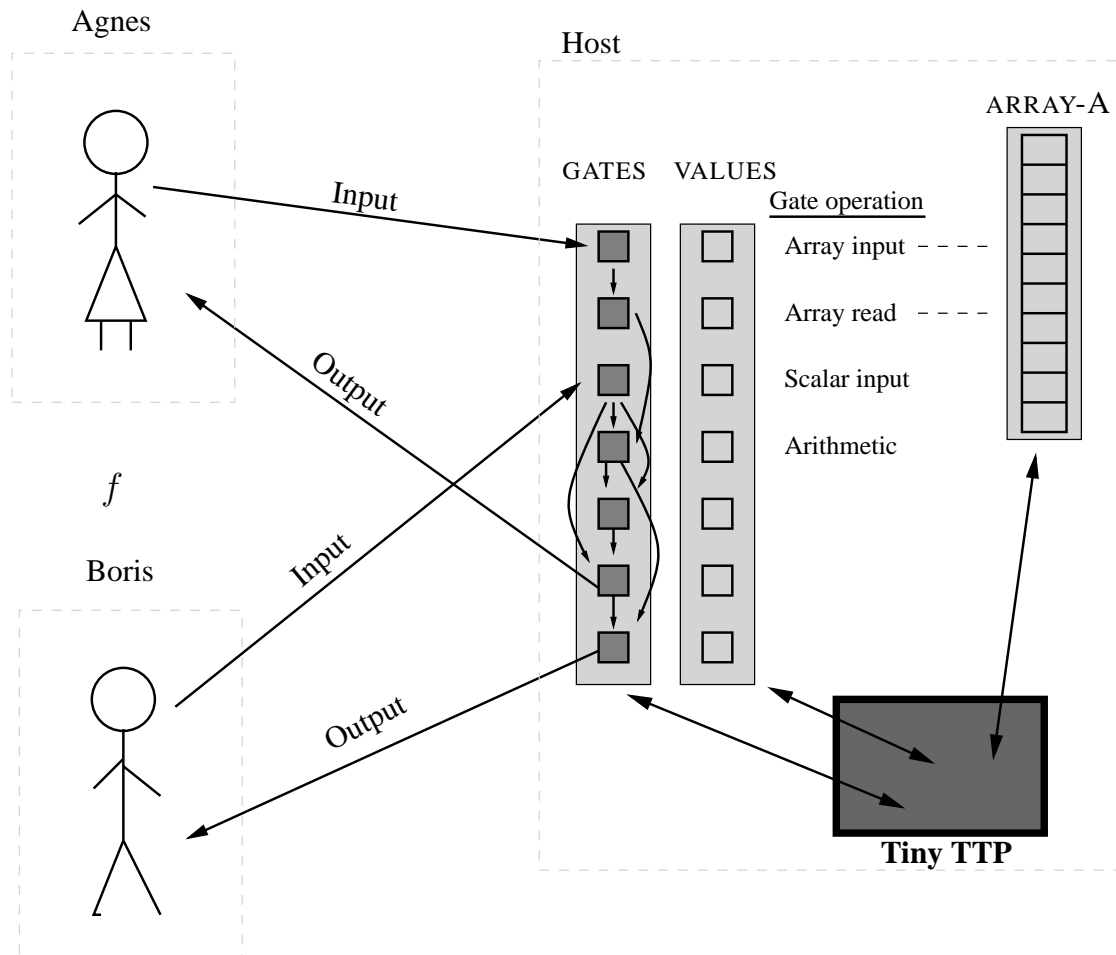 Agnes
Host
ARRAY-A
GATES
VALUES
Input
Gate operation
Array input
Array read
Output
Scalar input
Arithmetic
f
Input
Boris
Output
Tiny TTP